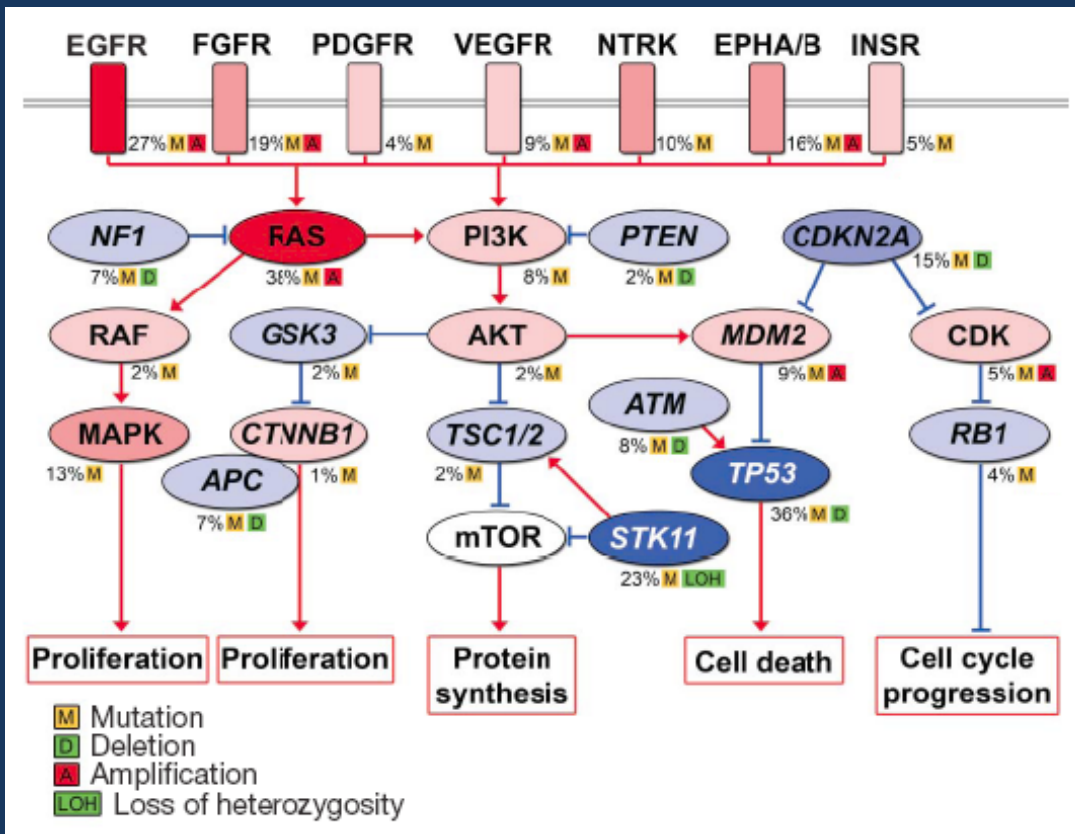 EGFR FGFR PDGFR VEGFR NTRK EPHA/B INSR
27% M A 19% M A 4% M 9% M A 10% M 16% M A 5% M
NF1 RAS PI3K PTEN CDKN2A
7% M D 38% M A 8% M 2% M D 15% M D
RAF GSK3 AKT MDM2 CDK
2% M 2% M 2% M 9% M A 5% M A
MAPK CTNNB1 TSC1/2 ATM RB1
13% M 1% M 2% M 8% M D 4% M
APC TP53
7% M D 36% M D
mTOR STK11
23% M LOH
Proliferation Proliferation Protein synthesis Cell death Cell cycle progression
M Mutation
D Deletion
A Amplification
LOH Loss of heterozygosity